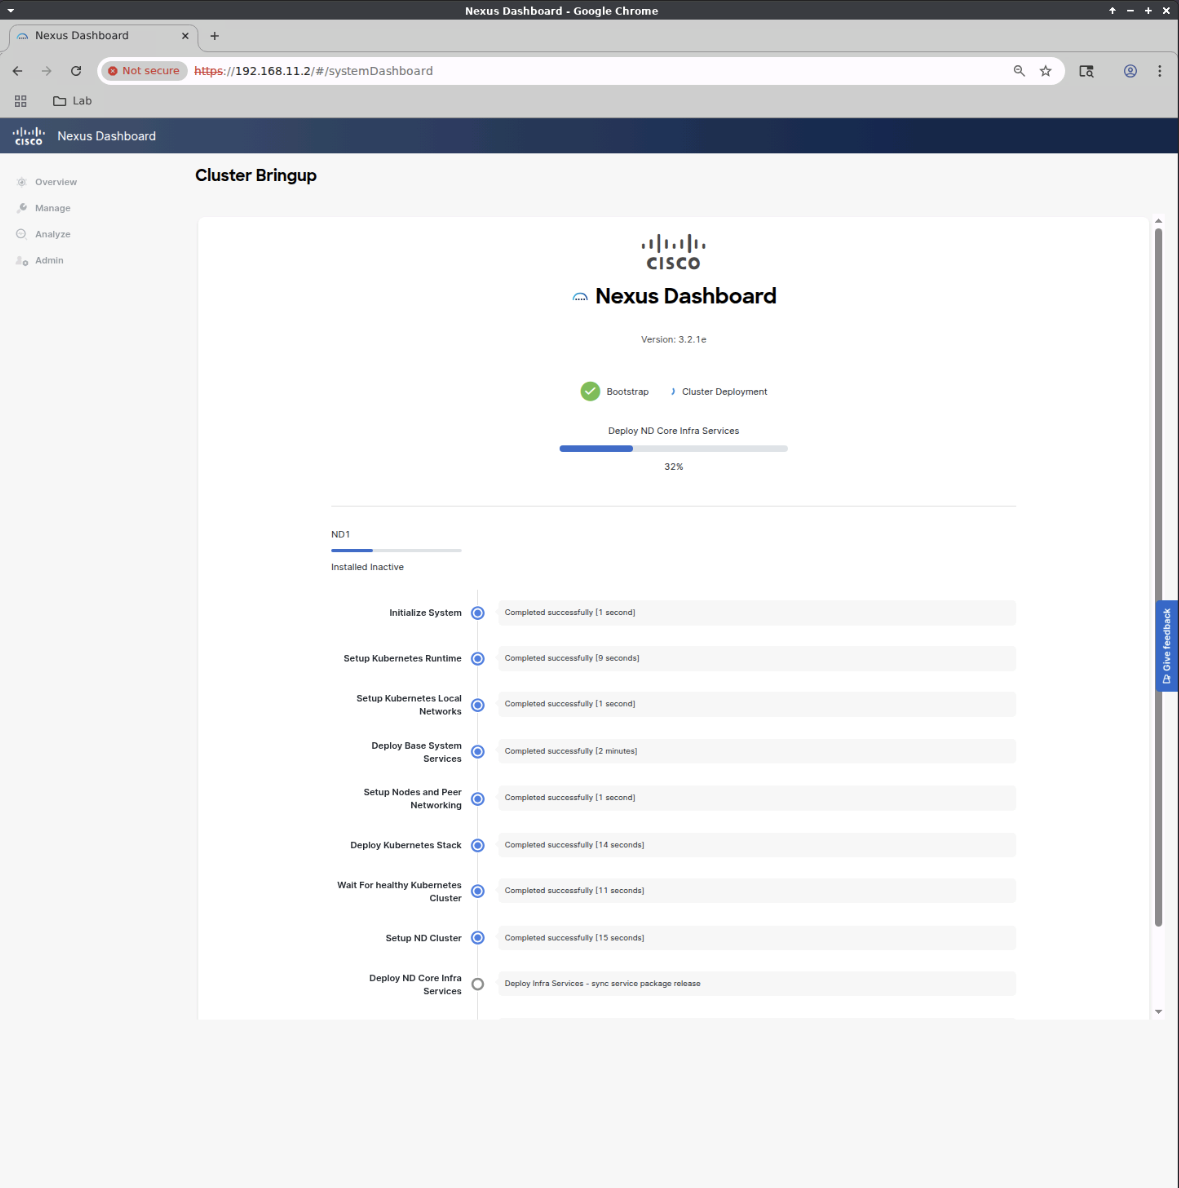 Nexus Dashboard - Google Chrome
Nexus Dashboard
Not secure
https://192.168.11.2/#/systemDashboard
Lab
CISCO
Nexus Dashboard
Overview
Manage
Analyze
Admin
Cluster Bringup
CISCO
Nexus Dashboard
Version: 3.2.1e
Bootstrap
Cluster Deployment
Deploy ND Core Infra Services
32%
ND1
Installed Inactive
Initialize System
Completed successfully [1 second]
Setup Kubernetes Runtime
Completed successfully [9 seconds]
Setup Kubernetes Local
Networks
Completed successfully [1 second]
Deploy Base System
Services
Completed successfully [2 minutes]
Setup Nodes and Peer
Networking
Completed successfully [1 second]
Deploy Kubernetes Stack
Completed successfully [14 seconds]
Wait For healthy Kubernetes
Cluster
Completed successfully [11 seconds]
Setup ND Cluster
Completed successfully [15 seconds]
Deploy ND Core Infra
Services
Deploy Infra Services - sync service package release
Give feedback